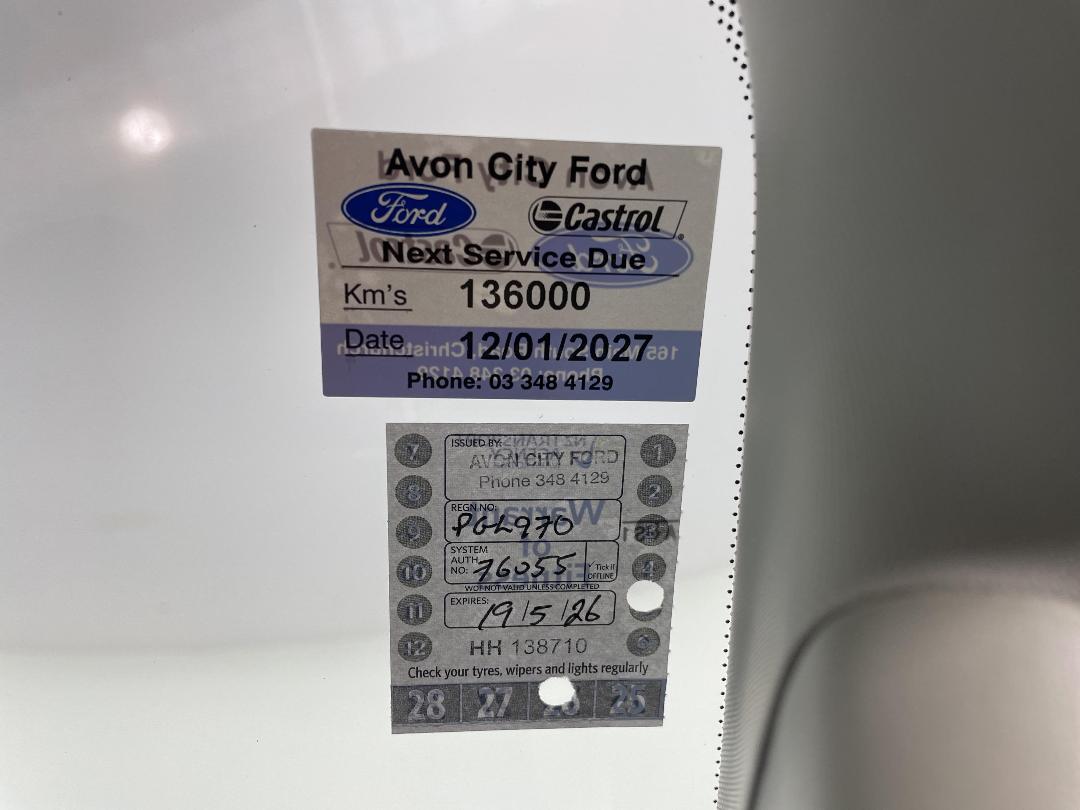 Avon City Ford
Ford Castrol
Next Service Due
Km's 136000
Date 12/01/2027
Phone: 03 348 4129
7 ISSUED BY: 1
AVON CITY FORD
Phone 348 4129
8 2
REGN NO:
PGL970
9 3
SYSTEM
AUTH
NO: 76055 ✓ Tick if
OFFLINE
10 4
WOF NOT VALID UNLESS COMPLETED
EXPIRES: 19/5/26
11
12 HH 138710 6
Check your tyres, wipers and lights regularly
28 27 26 25